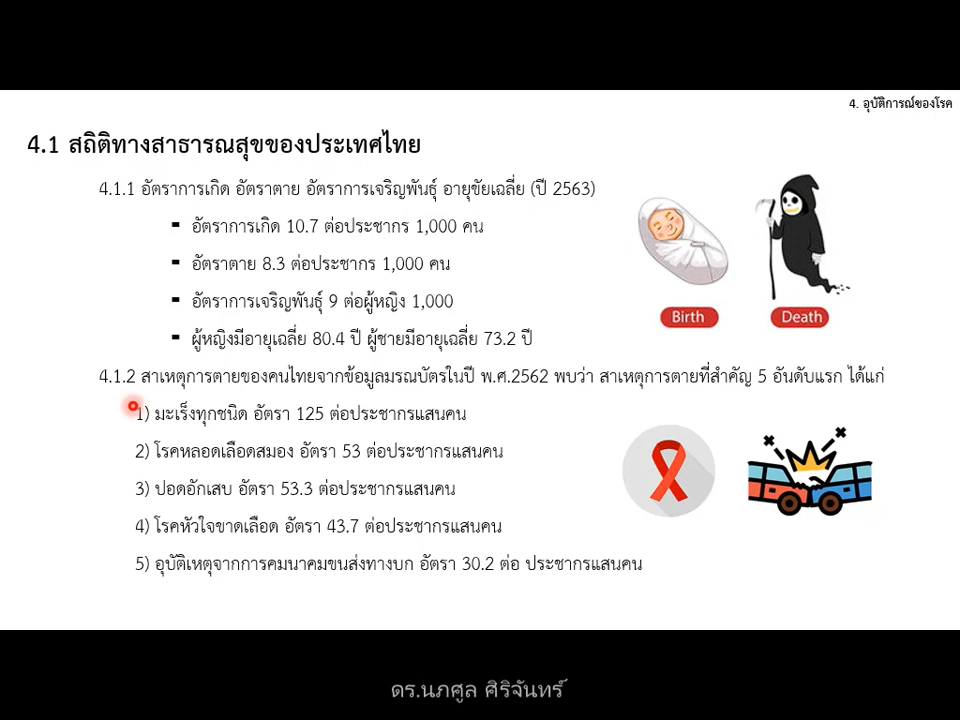 4. อุบัติการณ์ของโรค
4.1 สถิติทางสาธารณสุขของประเทศไทย
4.1.1 อัตราการเกิด อัตราตาย อัตราการเจริญพันธุ์ อายุขัยเฉลี่ย (ปี 2563)
▪ อัตราการเกิด 10.7 ต่อประชากร 1,000 คน
▪ อัตราตาย 8.3 ต่อประชากร 1,000 คน
▪ อัตราการเจริญพันธุ์ 9 ต่อผู้หญิง 1,000
▪ ผู้หญิงมีอายุเฉลี่ย 80.4 ปี ผู้ชายมีอายุเฉลี่ย 73.2 ปี
Birth Death
4.1.2 สาเหตุการตายของคนไทยจากข้อมูลมรณบัตรในปี พ.ศ.2562 พบว่า สาเหตุการตายที่สำคัญ 5 อันดับแรก ได้แก่
1) มะเร็งทุกชนิด อัตรา 125 ต่อประชากรแสนคน
2) โรคหลอดเลือดสมอง อัตรา 53 ต่อประชากรแสนคน
3) ปอดอักเสบ อัตรา 53.3 ต่อประชากรแสนคน
4) โรคหัวใจขาดเลือด อัตรา 43.7 ต่อประชากรแสนคน
5) อุบัติเหตุจากการคมนาคมขนส่งทางบก อัตรา 30.2 ต่อ ประชากรแสนคน
ดร.นภศูล ศิริจันทร์